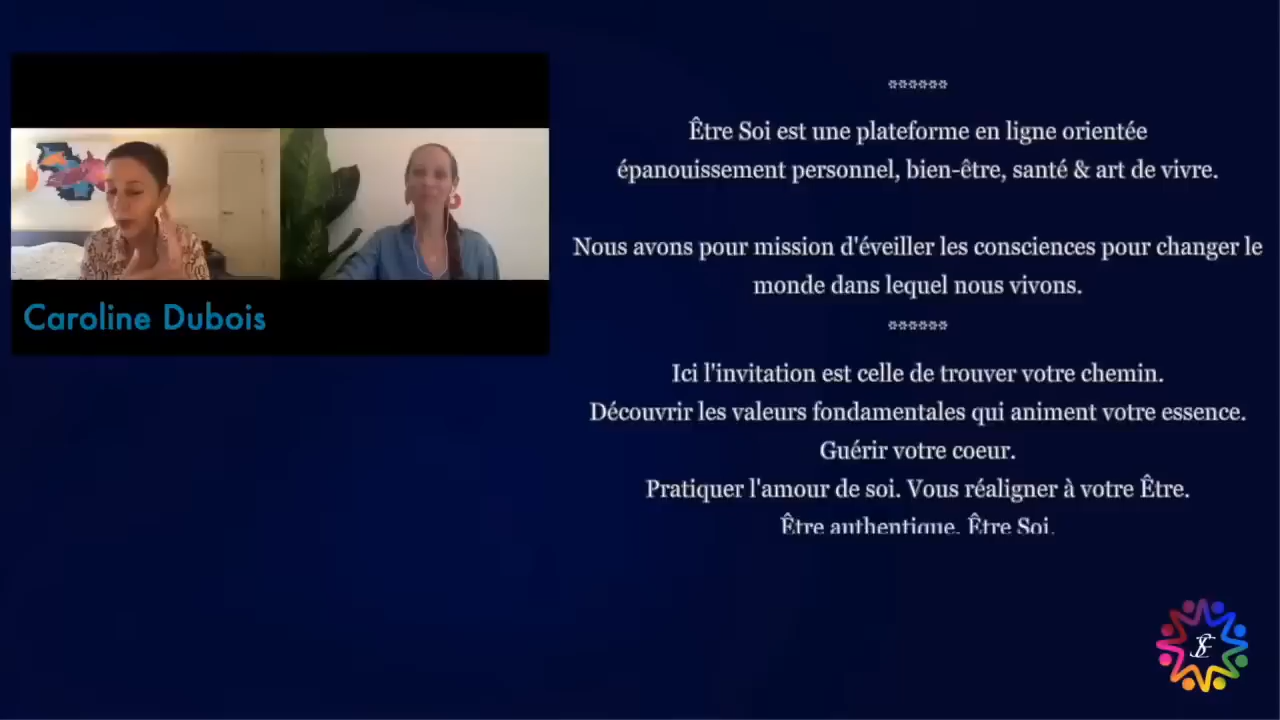 Caroline Dubois
✲✲✲✲✲✲
Être Soi est une plateforme en ligne orientée
épanouissement personnel, bien-être, santé & art de vivre.
Nous avons pour mission d'éveiller les consciences pour changer le
monde dans lequel nous vivons.
✲✲✲✲✲✲
Ici l'invitation est celle de trouver votre chemin.
Découvrir les valeurs fondamentales qui animent votre essence.
Guérir votre coeur.
Pratiquer l'amour de soi. Vous réaligner à votre Être.
Être authentique. Être Soi.